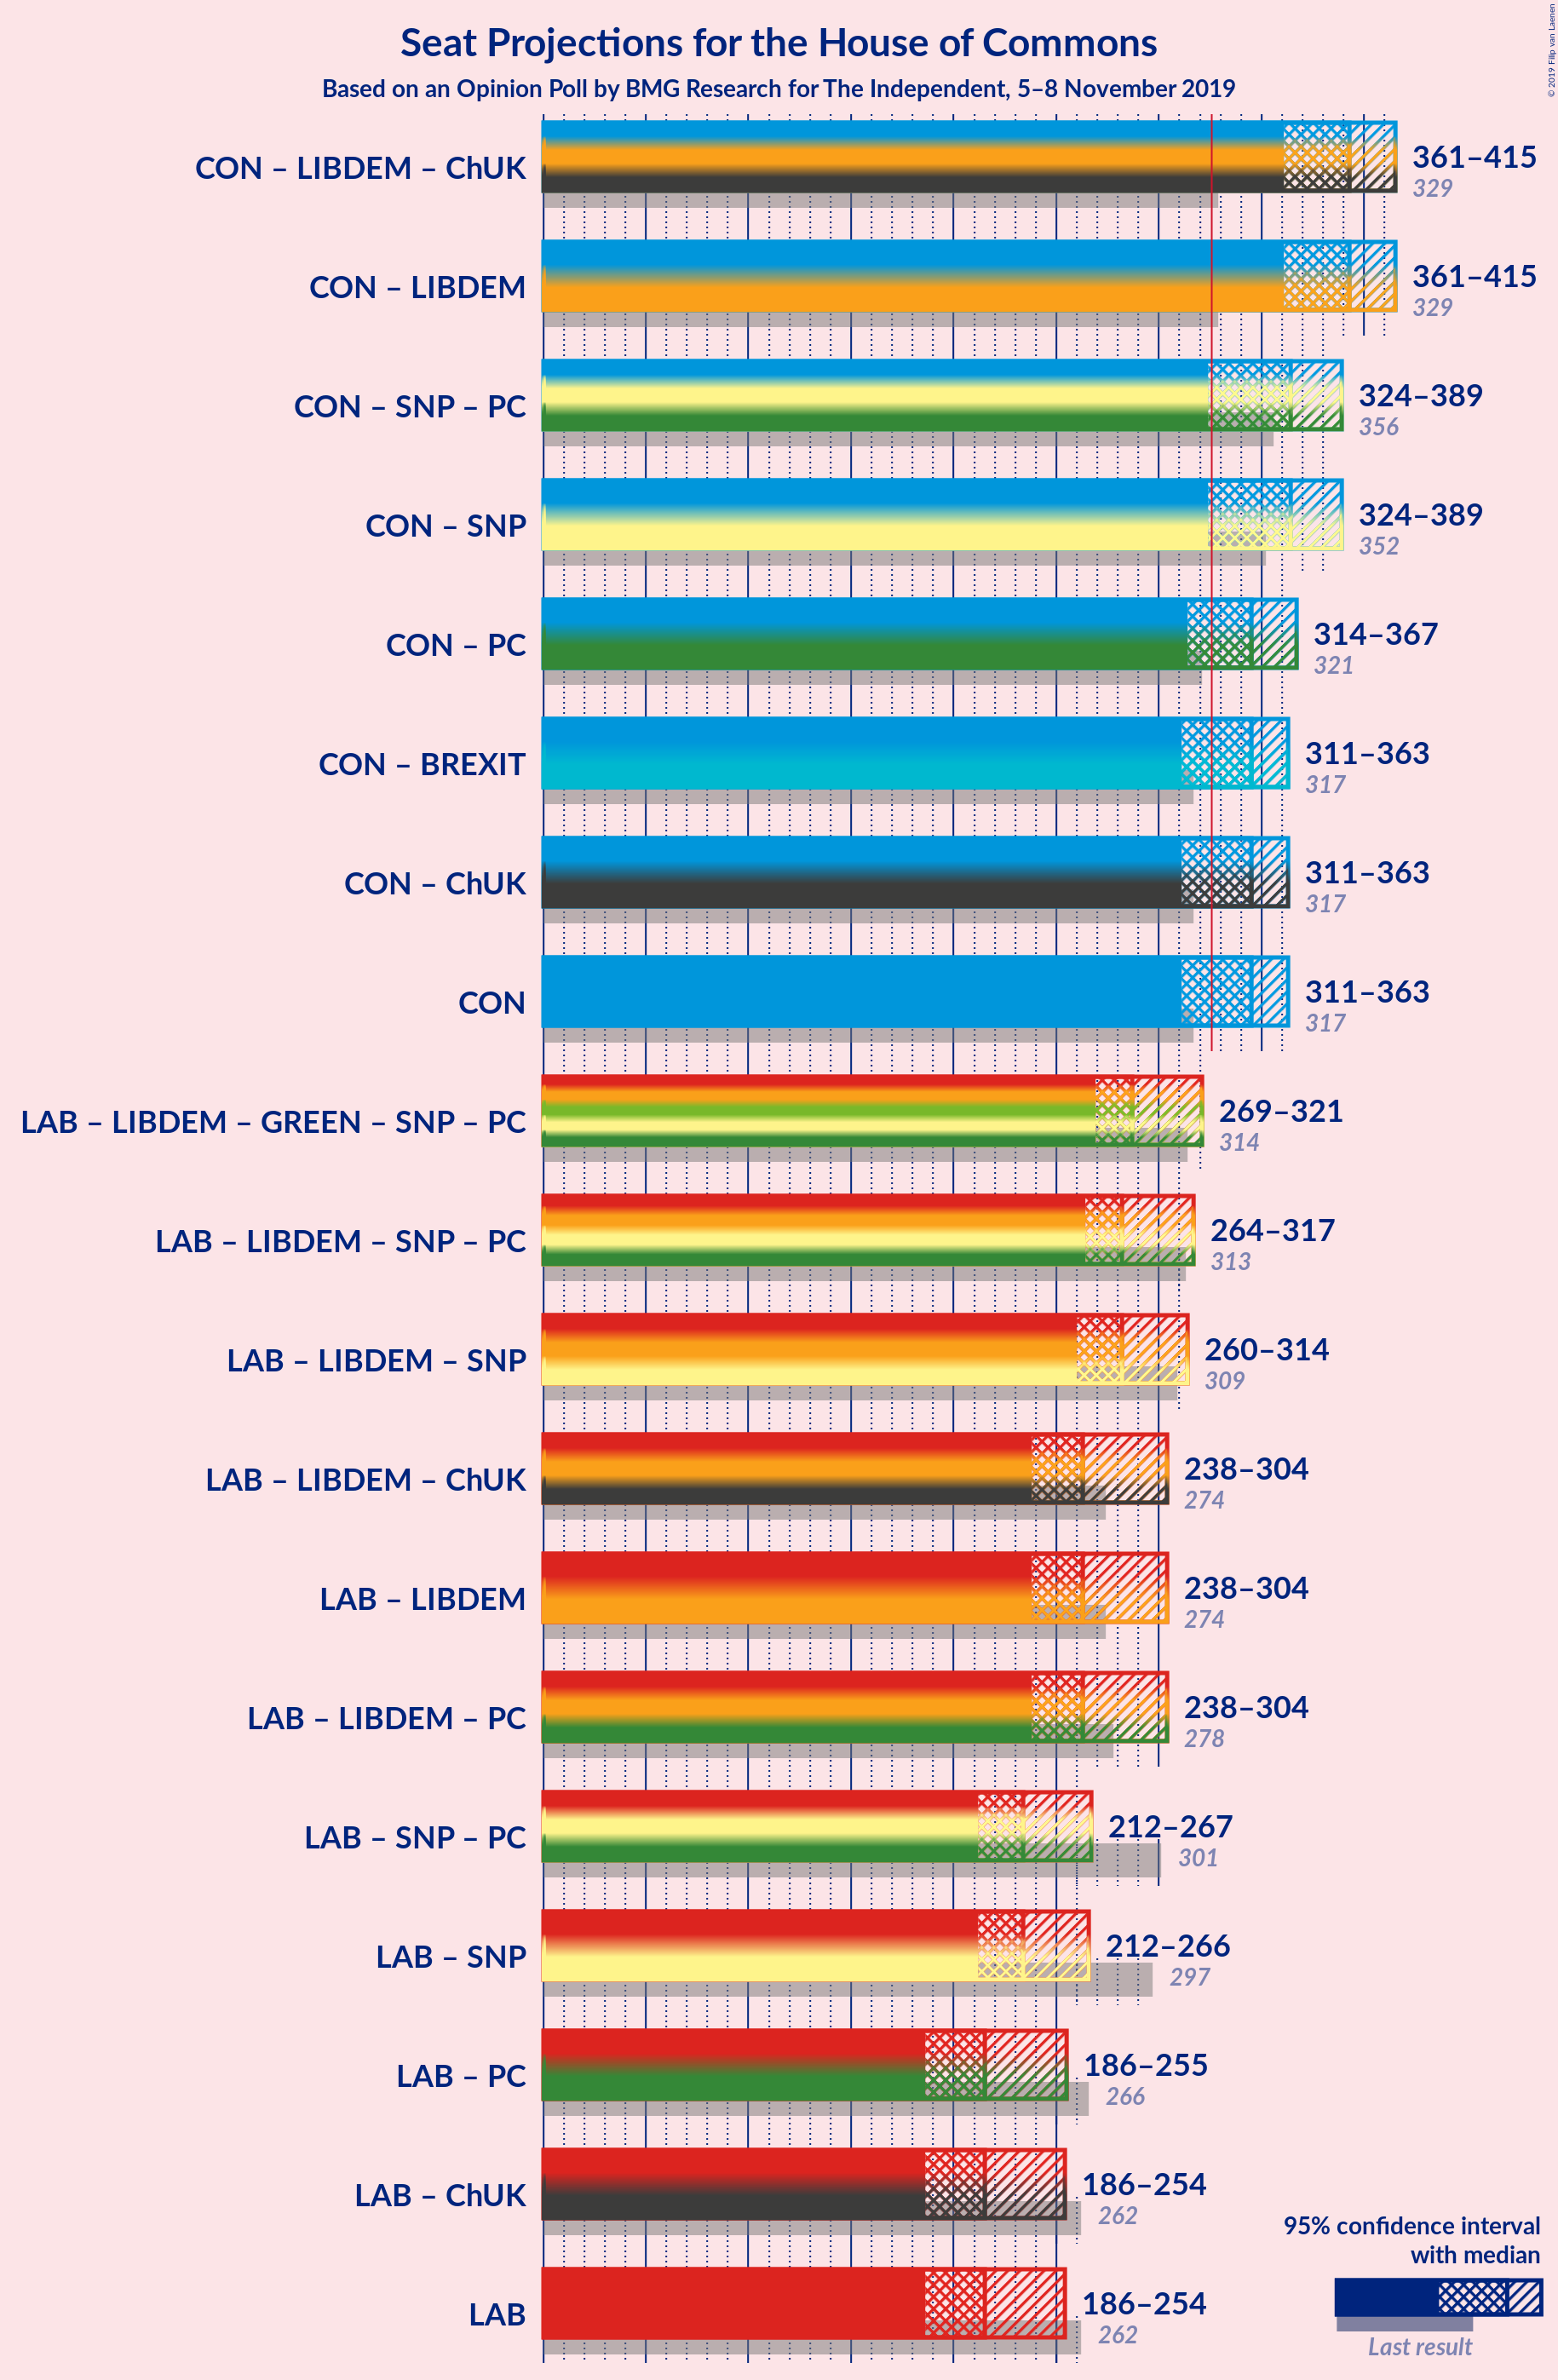 Seat Projections for the House of Commons
Based on an Opinion Poll by BMG Research for The Independent, 5–8 November 2019
© 2019 Filip van Laenen
CON – LIBDEM – ChUK
361–415
329
CON – LIBDEM
361–415
329
CON – SNP – PC
324–389
356
CON – SNP
324–389
352
CON – PC
314–367
321
CON – BREXIT
311–363
317
CON – ChUK
311–363
317
CON
311–363
317
LAB – LIBDEM – GREEN – SNP – PC
269–321
314
LAB – LIBDEM – SNP – PC
264–317
313
LAB – LIBDEM – SNP
260–314
309
LAB – LIBDEM – ChUK
238–304
274
LAB – LIBDEM
238–304
274
LAB – LIBDEM – PC
238–304
278
LAB – SNP – PC
212–267
301
LAB – SNP
212–266
297
LAB – PC
186–255
266
LAB – ChUK
186–254
262
LAB
186–254
262
95% confidence interval
with median
Last result